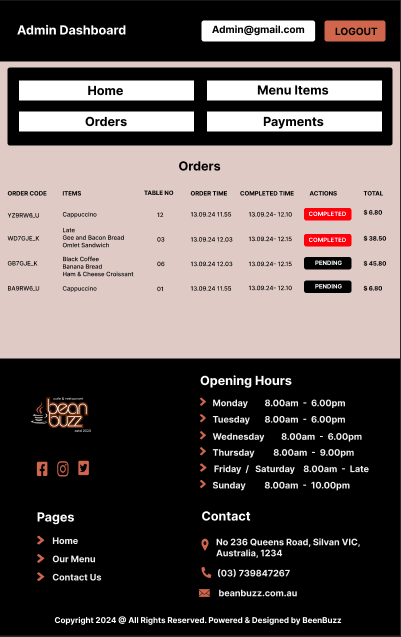 Admin Dashboard
Admin@gmail.com
LOGOUT
Home
Menu Items
Orders
Payments
Orders
ORDER CODE ITEMS TABLE NO ORDER TIME COMPLETED TIME ACTIONS TOTAL
YZ9RW6_U Cappuccino 12 13.09.24 11.55 13.09.24- 12.10 COMPLETED $ 6.80
WD7GJE_K Late 03 13.09.24 12.03 13.09.24- 12.15 COMPLETED $ 38.50
Gee and Bacon Bread
Omlet Sandwich
GB7GJE_K Black Coffee 06 13.09.24 12.03 13.09.24- 12.15 PENDING $ 45.80
Banana Bread
Ham & Cheese Croissant
BA9RW6_U Cappuccino 01 13.09.24 11.55 13.09.24- 12.10 PENDING $ 6.80
cafe & restaurant
bean
buzz
estd 2020
Opening Hours
Monday 8.00am - 6.00pm
Tuesday 8.00am - 6.00pm
Wednesday 8.00am - 6.00pm
Thursday 8.00am - 9.00pm
Friday / Saturday 8.00am - Late
Sunday 8.00am - 10.00pm
Pages
Home
Our Menu
Contact Us
Contact
No 236 Queens Road, Silvan VIC,
Australia, 1234
(03) 739847267
beanbuzz.com.au
Copyright 2024 @ All Rights Reserved. Powered & Designed by BeenBuzz